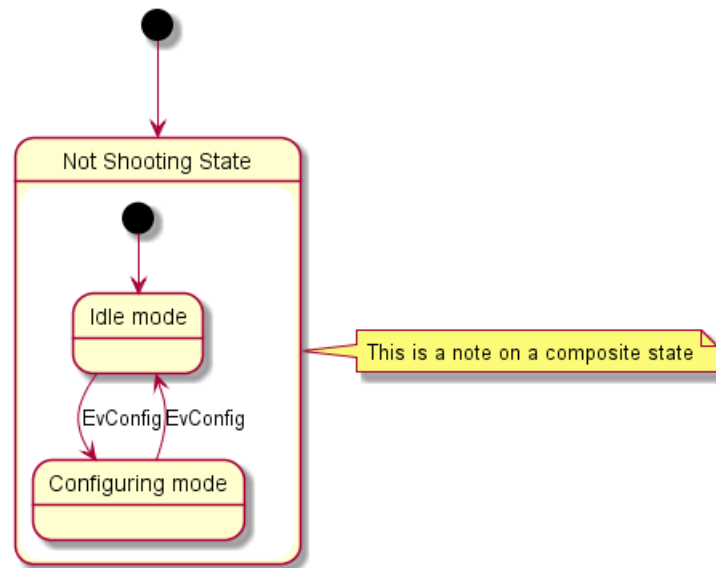 Not Shooting State
Idle mode
This is a note on a composite state
EvConfig EvConfig
Configuring mode